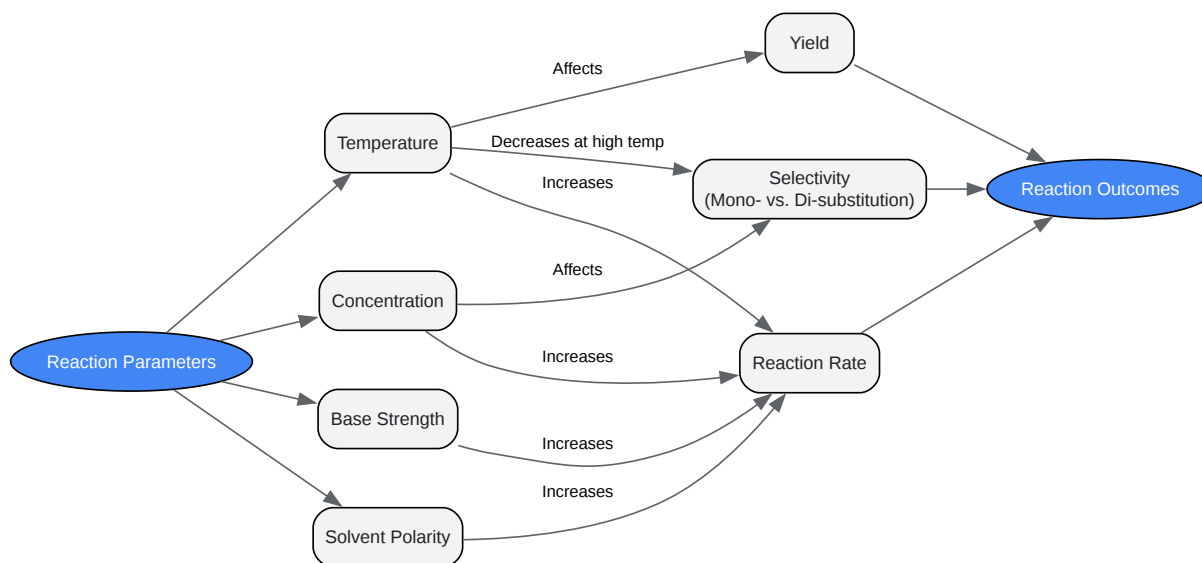 Yield
Affects
Temperature
Decreases at high temp
Selectivity
(Mono- vs. Di-substitution)
Reaction Outcomes
Increases
Affects
Concentration
Reaction Parameters
Increases
Reaction Rate
Base Strength
Increases
Increases
Solvent Polarity